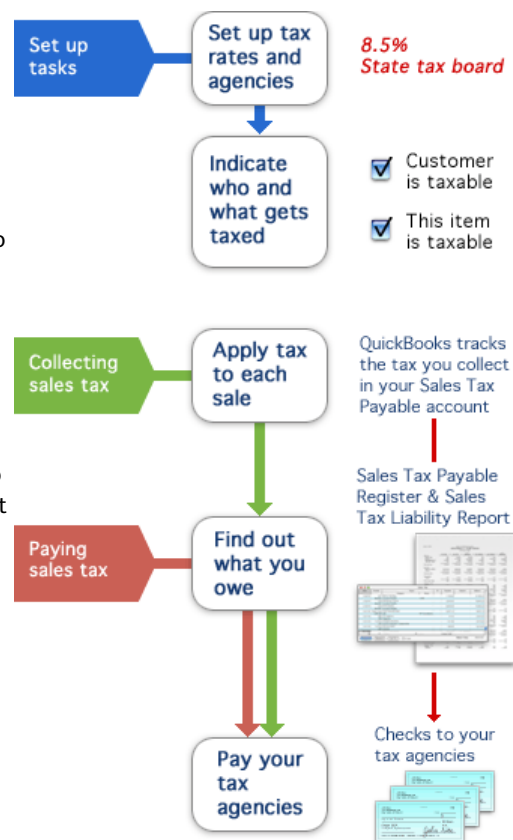 Set up
tasks
Set up tax
rates and
agencies
8.5%
State tax board
Indicate
who and
what gets
taxed
Customer
is taxable
This item
is taxable
Collecting
sales tax
Apply tax
to each
sale
QuickBooks tracks
the tax you collect
in your Sales Tax
Payable account
Sales Tax Payable
Register & Sales
Tax Liability Report
Paying
sales tax
Find out
what you
owe
Pay your
tax
agencies
Checks to your
tax agencies